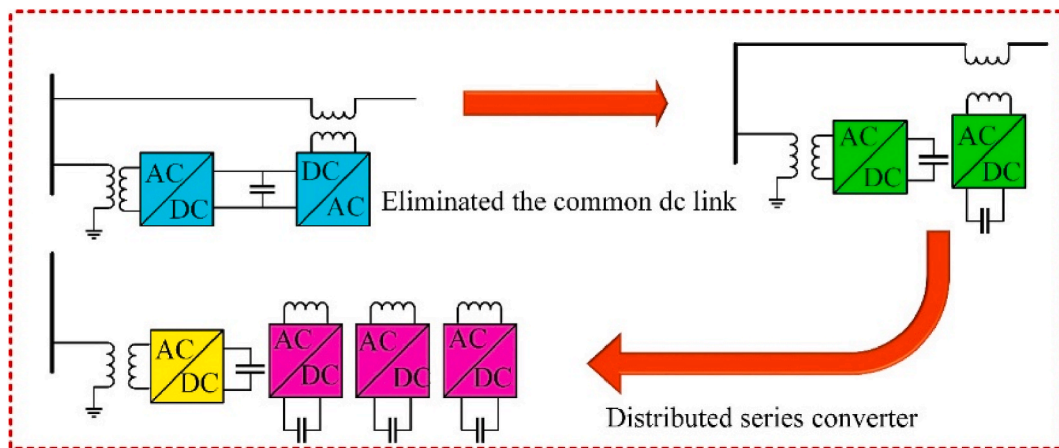 AC
DC
DC
AC
Eliminated the common dc link
AC
DC
AC
DC
AC
DC
AC
DC
AC
DC
AC
DC
Distributed series converter